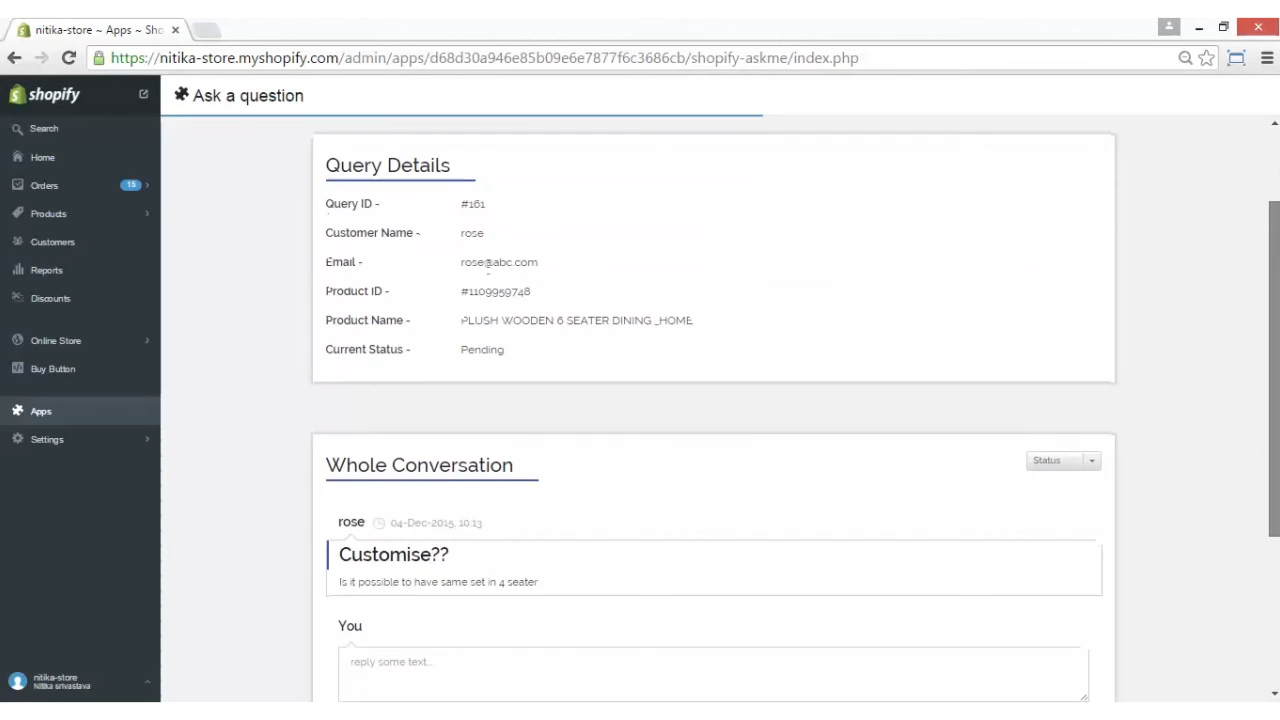 nitika-store ~ Apps ~ Sho
https://nitika-store.myshopify.com/admin/apps/d68d30a946e85b09e6e7877f6c3686cb/shopify-askme/index.php
shopify
Ask a question
Search
Home
Orders 15
Products
Customers
Reports
Discounts
Online Store
Buy Button
Apps
Settings
nitika-store
Nitika srivastava
Query Details
Query ID - #161
Customer Name - rose
Email - rose@abc.com
Product ID - #1109959748
Product Name - PLUSH WOODEN 6 SEATER DINING _HOME
Current Status - Pending
Whole Conversation
Status
rose 04-Dec-2015, 10:13
Customise??
Is it possible to have same set in 4 seater
You
reply some text...